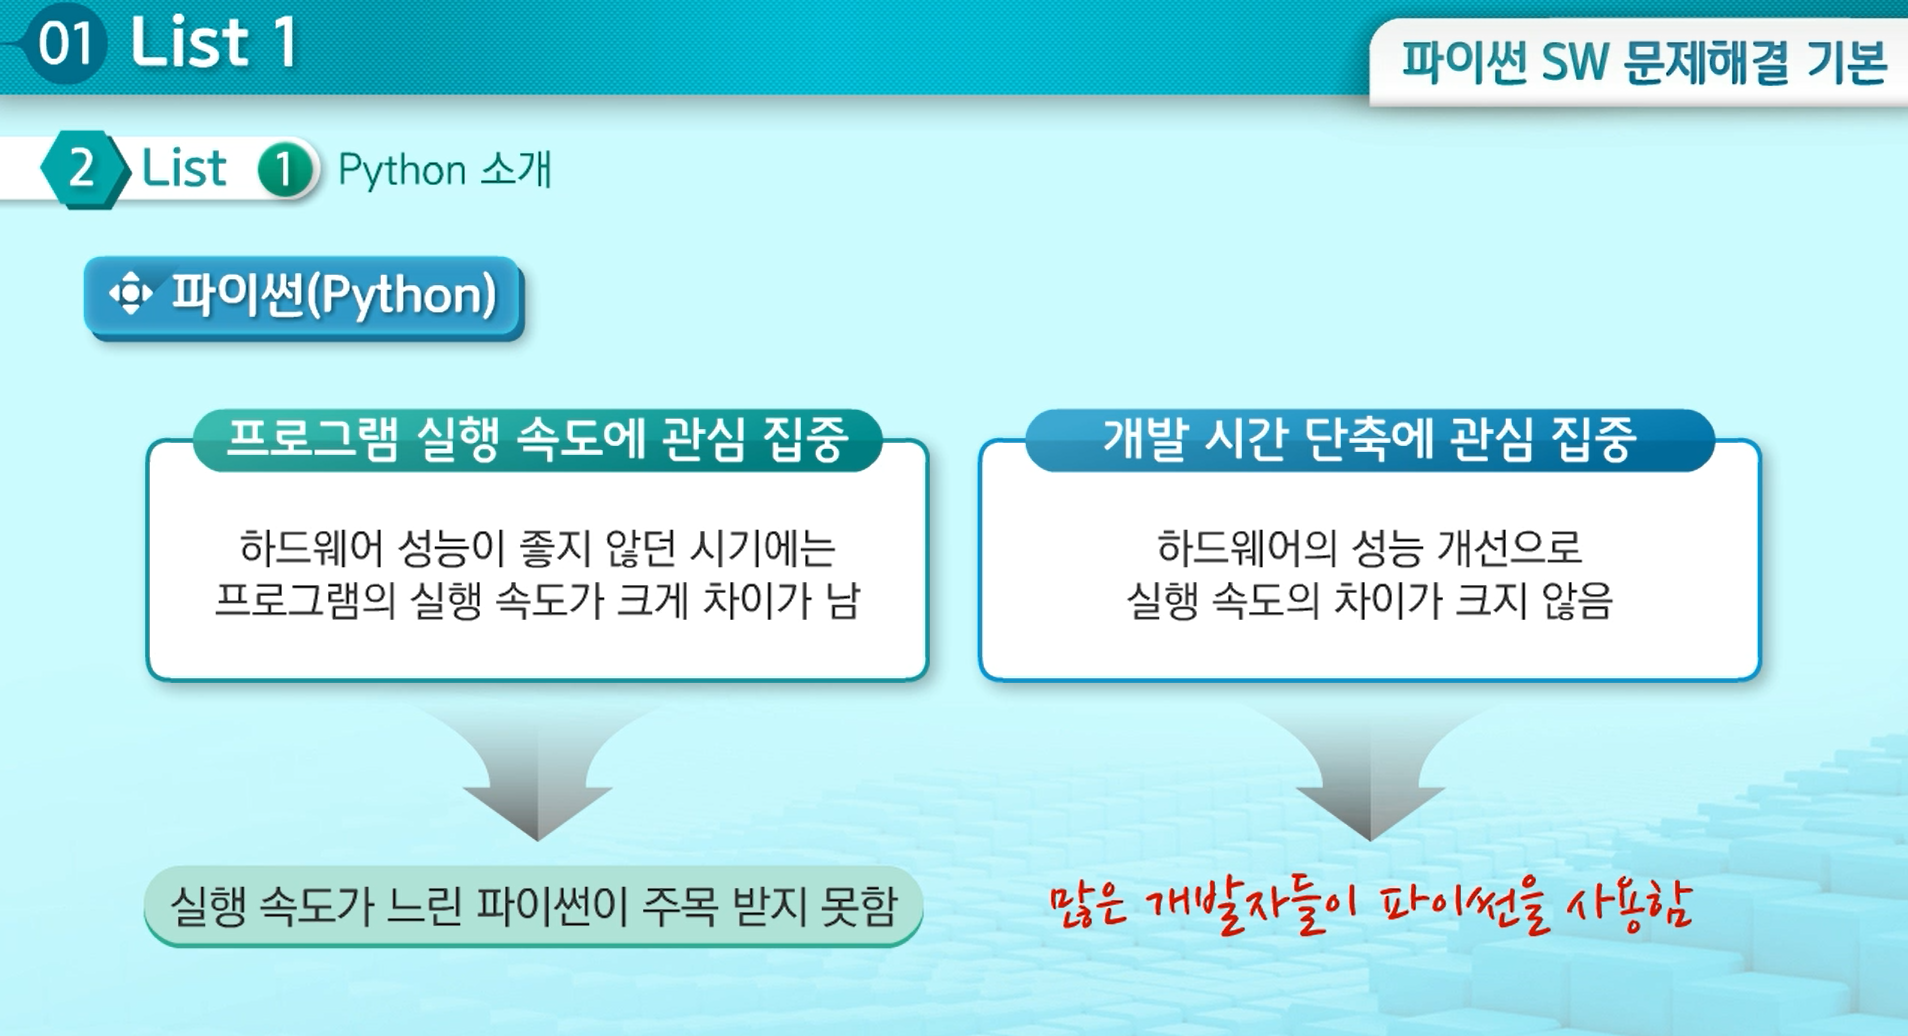 01 List 1
파이썬 SW 문제해결 기본
2 List 1 Python 소개
파이썬(Python)
프로그램 실행 속도에 관심 집중
하드웨어 성능이 좋지 않던 시기에는
프로그램의 실행 속도가 크게 차이가 남
실행 속도가 느린 파이썬이 주목 받지 못함
개발 시간 단축에 관심 집중
하드웨어의 성능 개선으로
실행 속도의 차이가 크지 않음
많은 개발자들이 파이썬을 사용함